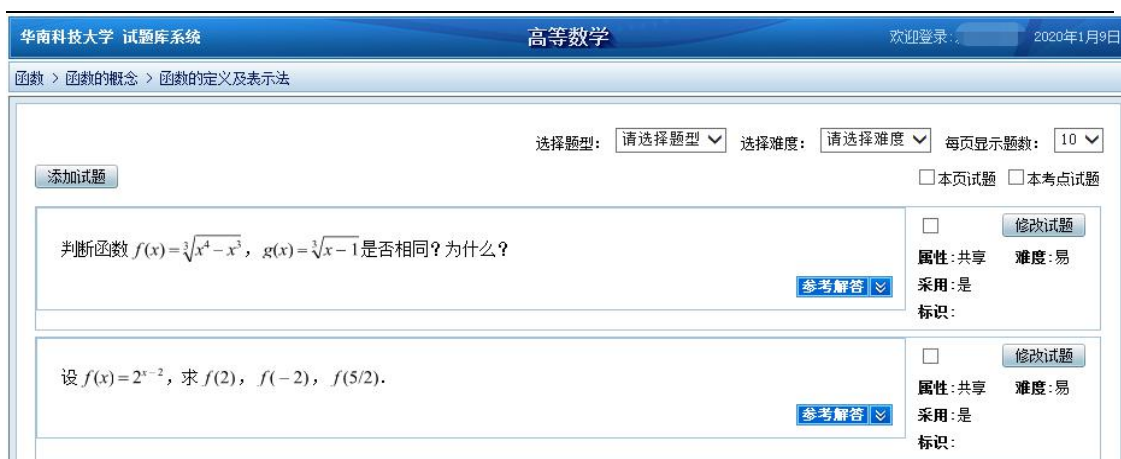 华南科技大学 试题库系统 高等数学 欢迎登录: 2020年1月9日
函数 > 函数的概念 > 函数的定义及表示法
选择题型: 请选择题型 选择难度: 请选择难度 每页显示题数: 10
添加试题 本页试题 本考点试题
判断函数 f(x)=∛(x⁴−x³), g(x)=∛(x−1)是否相同?为什么?
修改试题
属性:共享 难度:易
参考解答
采用:是
标识:
设 f(x)=2ˣ⁻², 求 f(2), f(−2), f(5/2).
修改试题
属性:共享 难度:易
参考解答
采用:是
标识: